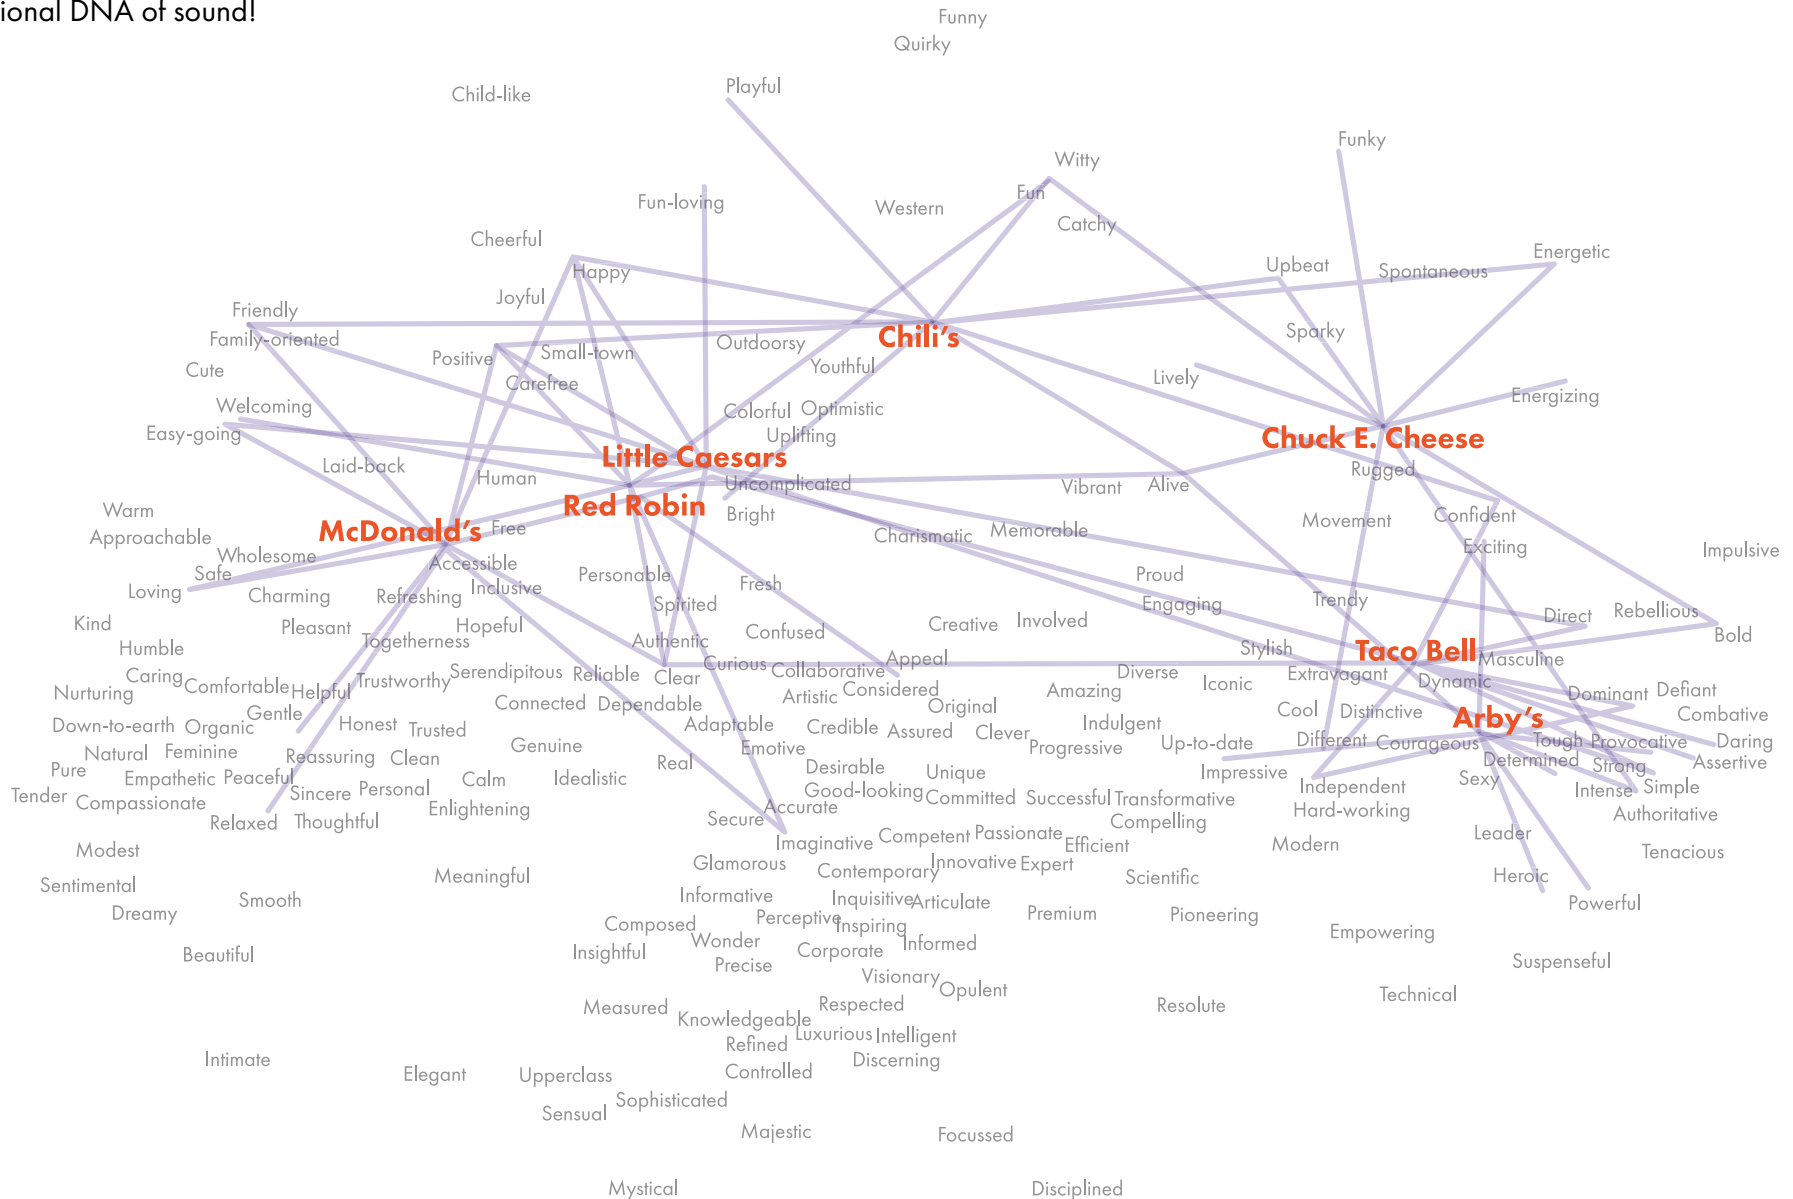 ional DNA of sound!
Funny
Quirky
Playful
Child-like
Funky
Witty
Fun
Fun-loving
Western
Catchy
Cheerful
Happy
Upbeat
Spontaneous
Energetic
Joyful
Friendly
Family-oriented
Chili’s
Sparky
Outdoorsy
Positive
Small-town
Youthful
Cute
Carefree
Lively
Energizing
Welcoming
Colorful
Optimistic
Easy-going
Uplifting
Chuck E. Cheese
Little Caesars
Laid-back
Rugged
Human
Uncomplicated
Vibrant
Alive
Red Robin
Warm
Bright
Movement
Confident
McDonald’s
Free
Approachable
Charismatic
Memorable
Exciting
Impulsive
Wholesome
Accessible
Safe
Personable
Fresh
Proud
Loving
Charming
Refreshing
Inclusive
Spirited
Engaging
Trendy
Direct
Rebellious
Kind
Pleasant
Hopeful
Confused
Creative
Involved
Bold
Humble
Togetherness
Authentic
Stylish
Taco Bell
Masculine
Caring
Serendipitous
Reliable
Clear
Curious
Collaborative
Appeal
Diverse
Extravagant
Dynamic
Nurturing
Comfortable
Helpful
Trustworthy
Connected
Dependable
Artistic
Considered
Original
Amazing
Iconic
Dominant
Defiant
Down-to-earth
Organic
Gentle
Honest
Trusted
Adaptable
Credible
Assured
Clever
Indulgent
Cool
Distinctive
Arby’s
Combative
Natural
Feminine
Reassuring
Clean
Genuine
Emotive
Progressive
Up-to-date
Different
Courageous
Tough
Provocative
Daring
Pure
Empathetic
Peaceful
Calm
Idealistic
Real
Desirable
Unique
Impressive
Determined
Strong
Assertive
Tender
Compassionate
Sincere
Personal
Good-looking
Committed
Successful
Transformative
Independent
Sexy
Intense
Simple
Relaxed
Thoughtful
Enlightening
Secure
Accurate
Compelling
Hard-working
Authoritative
Modest
Imaginative
Competent
Passionate
Efficient
Modern
Leader
Tenacious
Sentimental
Meaningful
Glamorous
Contemporary
Innovative
Expert
Scientific
Heroic
Dreamy
Smooth
Informative
Inquisitive
Articulate
Premium
Pioneering
Powerful
Composed
Perceptive
Inspiring
Empowering
Beautiful
Insightful
Wonder
Corporate
Informed
Suspenseful
Precise
Visionary
Opulent
Technical
Measured
Respected
Resolute
Knowledgeable
Luxurious
Intelligent
Refined
Intimate
Discerning
Elegant
Upperclass
Controlled
Sensual
Sophisticated
Majestic
Focussed
Mystical
Disciplined